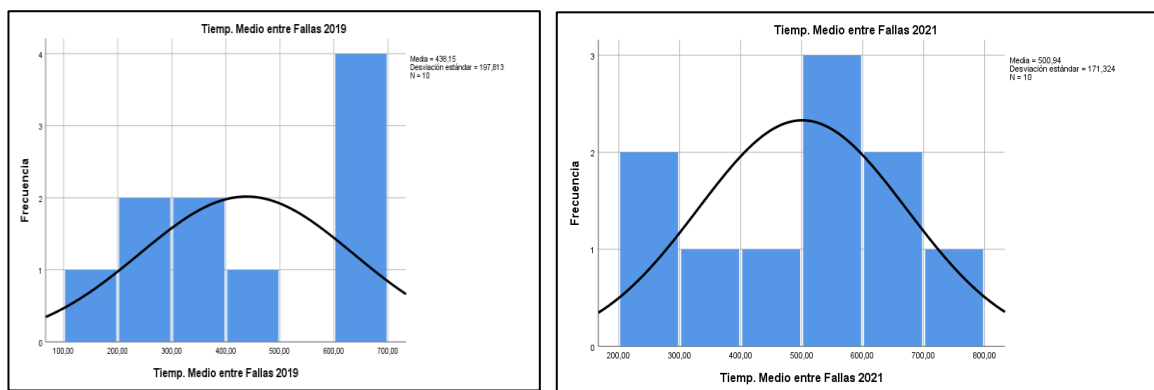 Tiemp. Medio entre Fallas 2019
Media = 438,15
Desviación estándar = 197,813
N = 10
Frecuencia
4
3
2
1
0
100,00 200,00 300,00 400,00 500,00 600,00 700,00
Tiemp. Medio entre Fallas 2019
Tiemp. Medio entre Fallas 2021
Media = 500,94
Desviación estándar = 171,324
N = 10
Frecuencia
3
2
1
0
200,00 300,00 400,00 500,00 600,00 700,00 800,00
Tiemp. Medio entre Fallas 2021